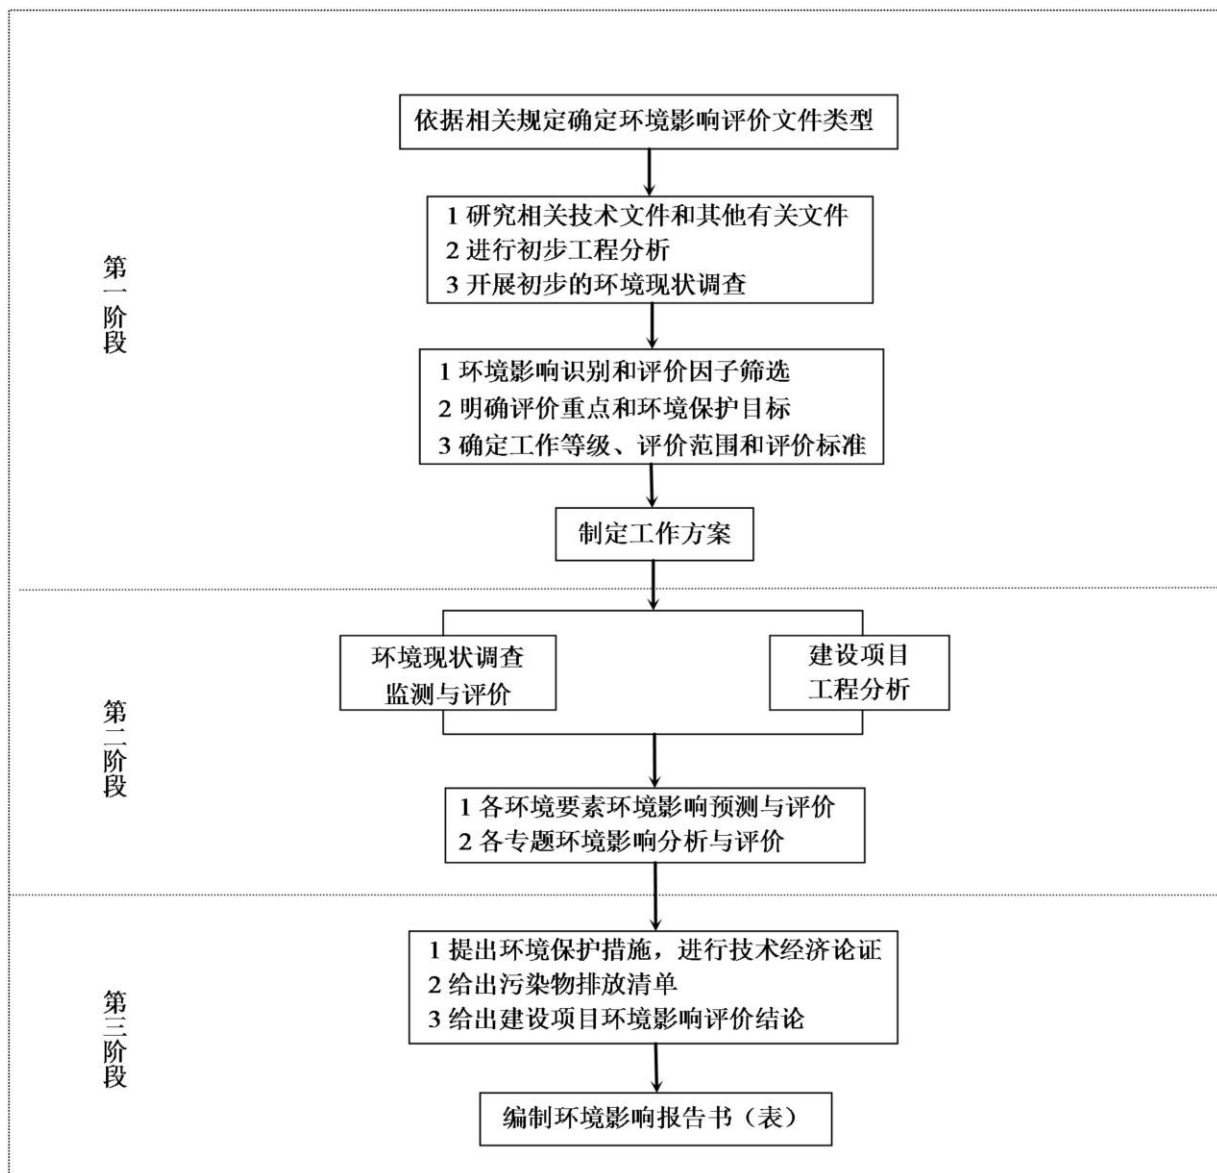 依据相关规定确定环境影响评价文件类型
1 研究相关技术文件和其他有关文件
2 进行初步工程分析
3 开展初步的环境现状调查
第一阶段
1 环境影响识别和评价因子筛选
2 明确评价重点和环境保护目标
3 确定工作等级、评价范围和评价标准
制定工作方案
环境现状调查
监测与评价
建设项目
工程分析
第二阶段
1 各环境要素环境影响预测与评价
2 各专题环境影响分析与评价
1 提出环境保护措施，进行技术经济论证
2 给出污染物排放清单
3 给出建设项目环境影响评价结论
第三阶段
编制环境影响报告书（表）